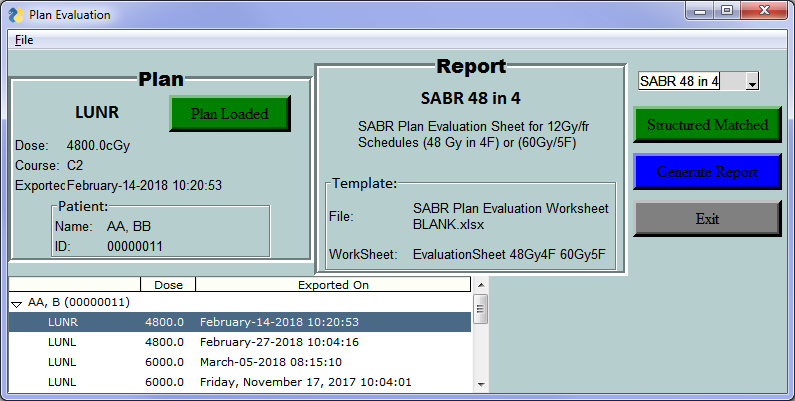 Plan Evaluation
File
Plan
LUNR
Plan Loaded
Dose: 4800.0cGy
Course: C2
Exported February-14-2018 10:20:53
Patient:
Name: AA, BB
ID: 00000011
Report
SABR 48 in 4
SABR Plan Evaluation Sheet for 12Gy/fr
Schedules (48 Gy in 4F) or (60Gy/5F)
Template:
File: SABR Plan Evaluation Worksheet
BLANK.xlsx
WorkSheet: EvaluationSheet 48Gy4F 60Gy5F
SABR 48 in 4
Structured Matched
Generate Report
Exit
Dose Exported On
AA, B (00000011)
LUNR 4800.0 February-14-2018 10:20:53
LUNL 4800.0 February-27-2018 10:04:16
LUNL 6000.0 March-05-2018 08:15:10
LUNL 6000.0 Friday, November 17, 2017 10:04:01